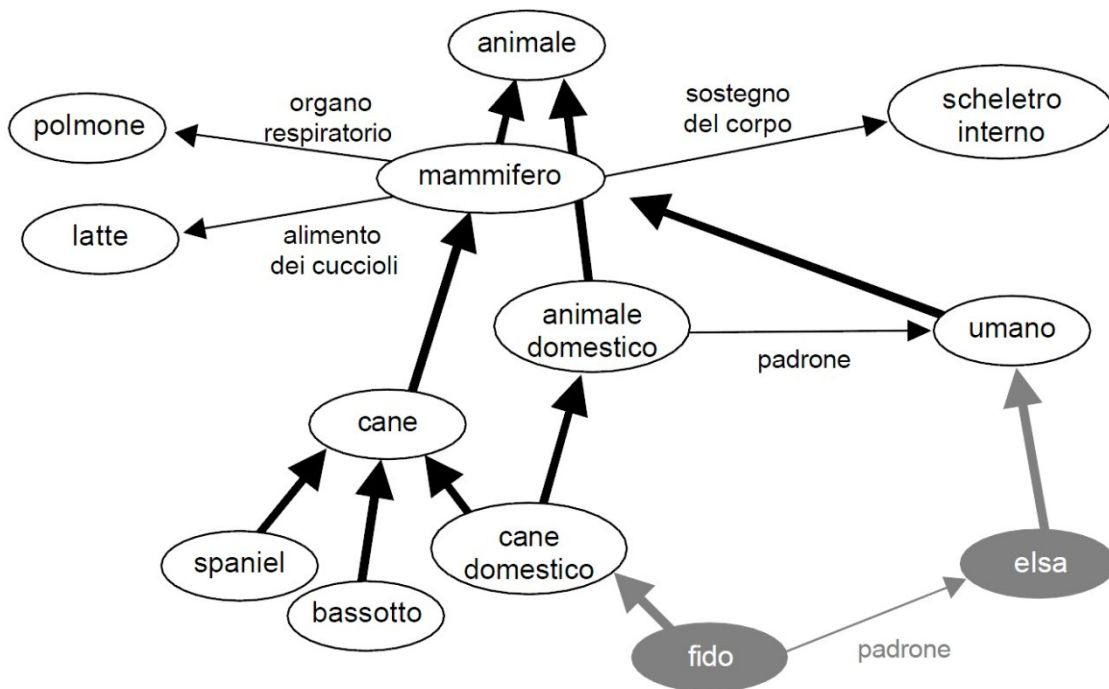 animale
organo
respiratorio
sostegno
del corpo
scheletro
interno
polmone
mammifero
latte
alimento
dei cuccioli
animale
domestico
padrone
umano
cane
spaniel
bassotto
cane
domestico
elsa
fido
padrone